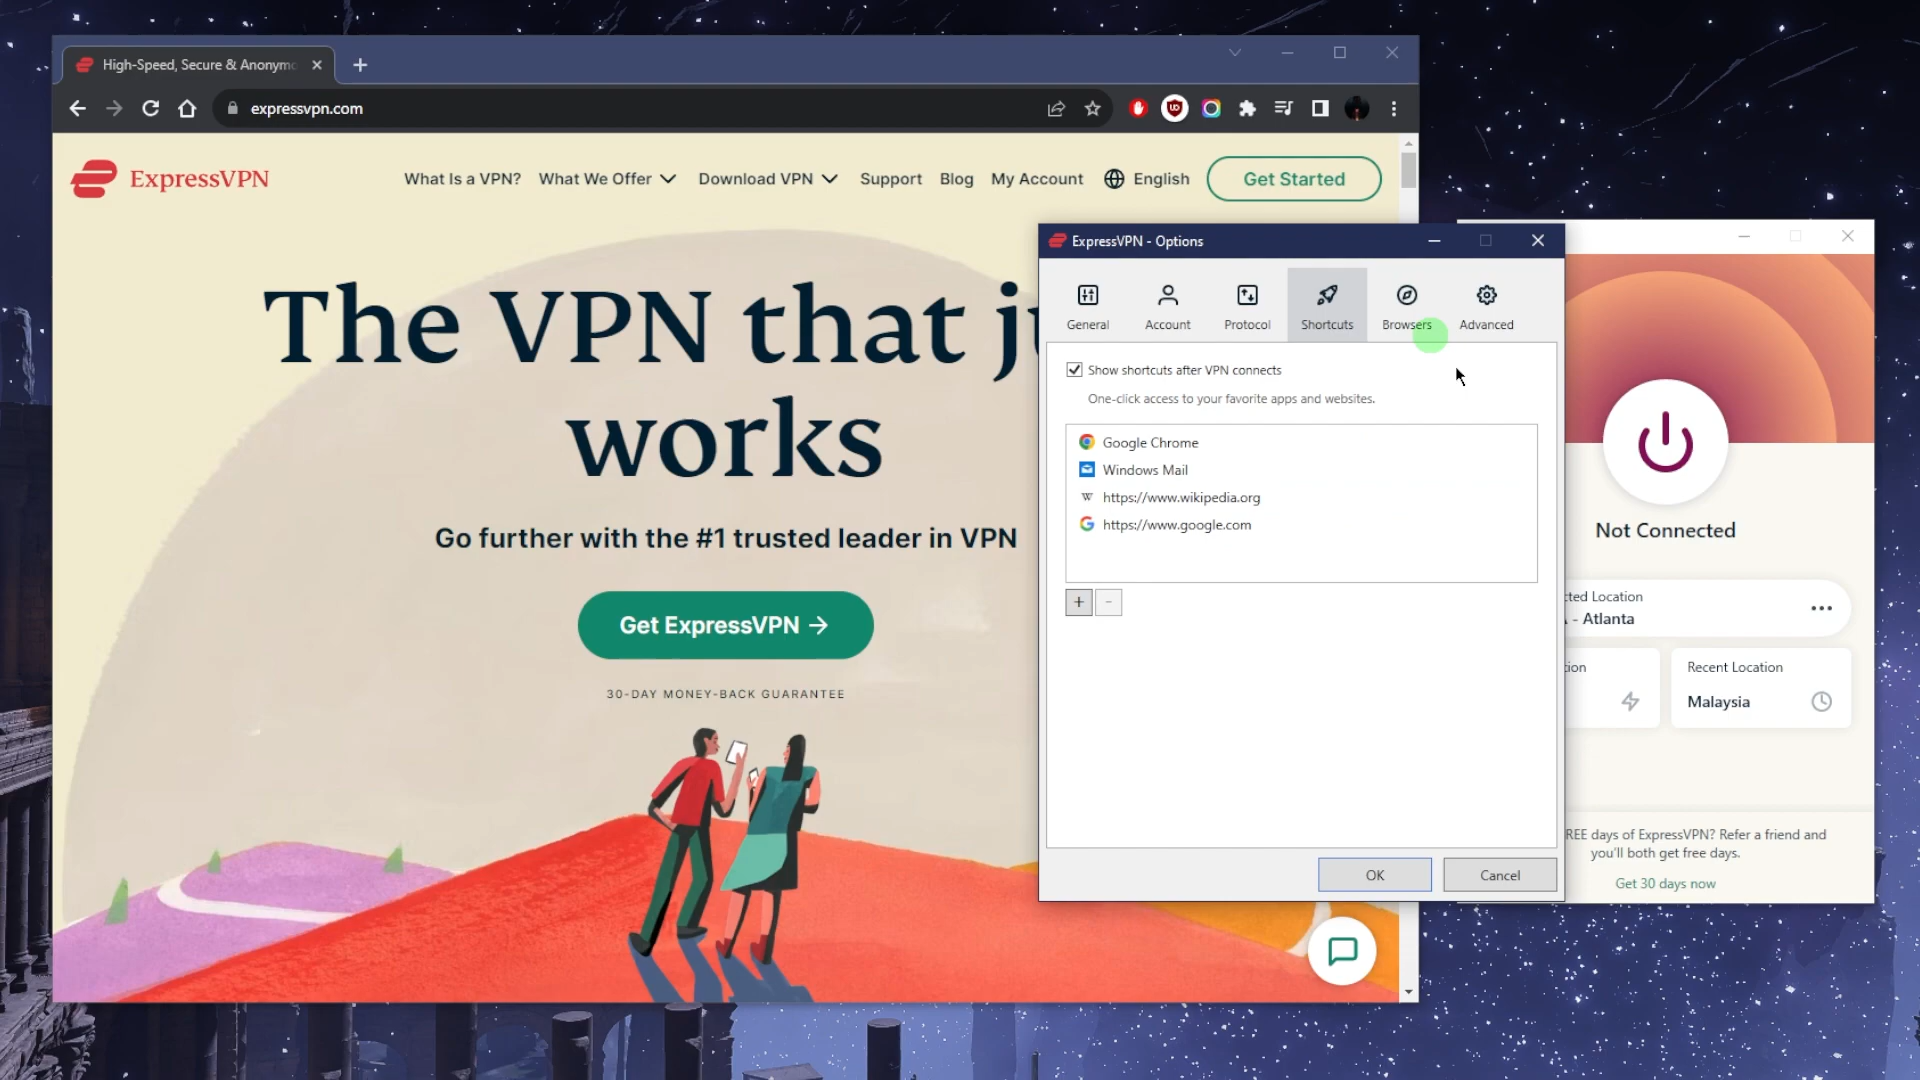 High-Speed, Secure & Anonymo
expressvpn.com
ExpressVPN
What Is a VPN?
What We Offer
Download VPN
Support
Blog
My Account
English
Get Started
The VPN that ju
works
Go further with the #1 trusted leader in VPN
Get ExpressVPN →
30-DAY MONEY-BACK GUARANTEE
ExpressVPN - Options
General
Account
Protocol
Shortcuts
Browsers
Advanced
Show shortcuts after VPN connects
One-click access to your favorite apps and websites.
Google Chrome
Windows Mail
W https://www.wikipedia.org
G https://www.google.com
+ -
OK
Cancel
Not Connected
cted Location
- Atlanta
tion
Recent Location
Malaysia
REE days of ExpressVPN? Refer a friend and
you'll both get free days.
Get 30 days now